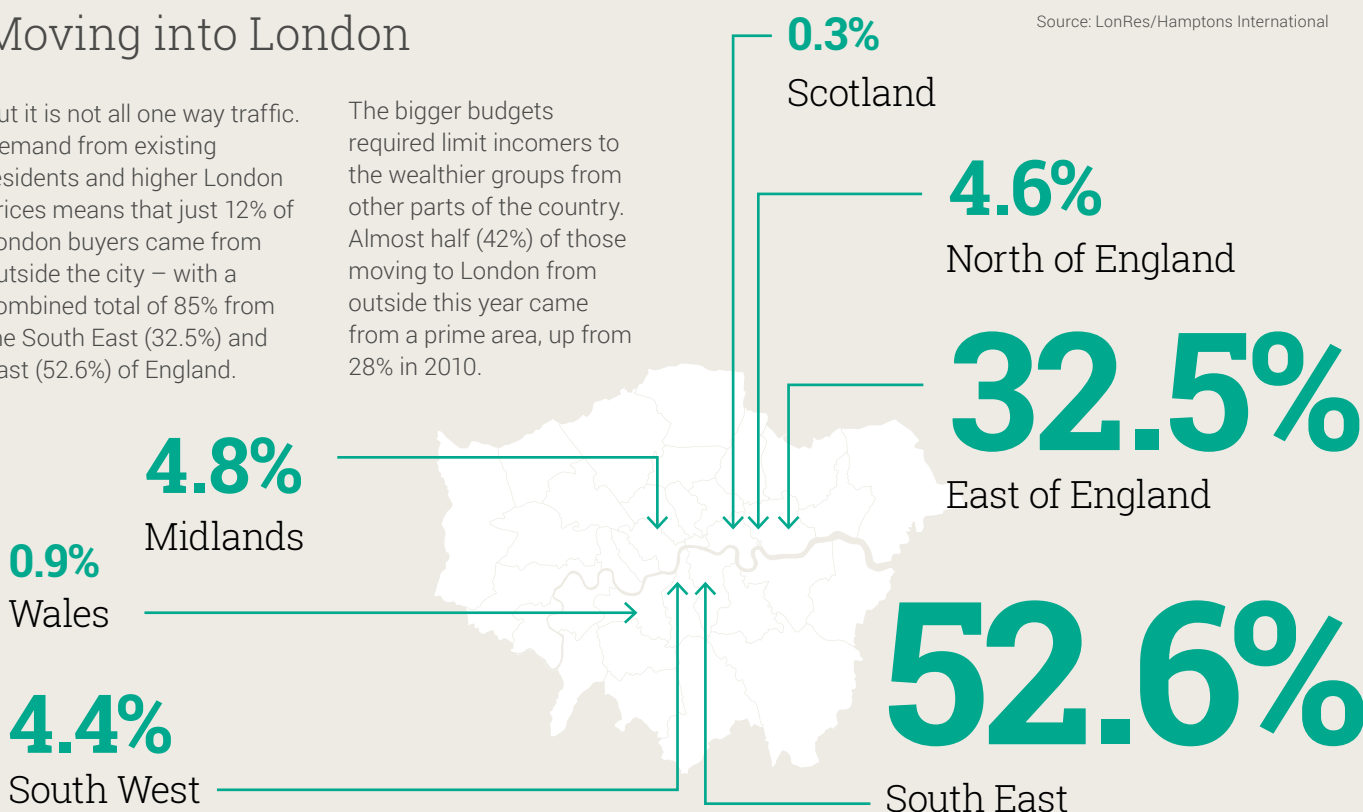 Moving into London
Source: LonRes/Hamptons International
ut it is not all one way traffic.
emand from existing
esidents and higher London
rices means that just 12% of
ondon buyers came from
utside the city – with a
ombined total of 85% from
he South East (32.5%) and
ast (52.6%) of England.
The bigger budgets
required limit incomers to
the wealthier groups from
other parts of the country.
Almost half (42%) of those
moving to London from
outside this year came
from a prime area, up from
28% in 2010.
0.3%
Scotland
4.6%
North of England
32.5%
East of England
52.6%
South East
4.8%
Midlands
0.9%
Wales
4.4%
South West